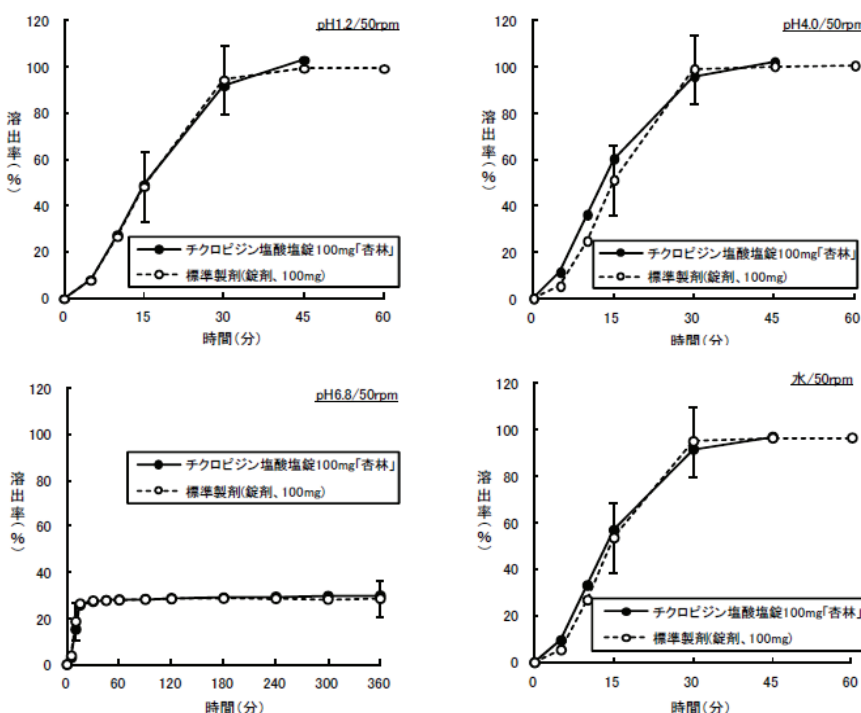 pH1.2/50rpm
120
100
80
60
40
20
0
溶出率(%)
チクロピジン塩酸塩錠100mg「杏林」
標準製剤(錠剤、100mg)
0 15 30 45 60
時間(分)
pH4.0/50rpm
120
100
80
60
40
20
0
溶出率(%)
チクロピジン塩酸塩錠100mg「杏林」
標準製剤(錠剤、100mg)
0 15 30 45 60
時間(分)
pH6.8/50rpm
120
100
80
60
40
20
0
溶出率(%)
チクロピジン塩酸塩錠100mg「杏林」
標準製剤(錠剤、100mg)
0 60 120 180 240 300 360
時間(分)
水/50rpm
120
100
80
60
40
20
0
溶出率(%)
チクロピジン塩酸塩錠100mg「杏林」
標準製剤(錠剤、100mg)
0 15 30 45 60
時間(分)